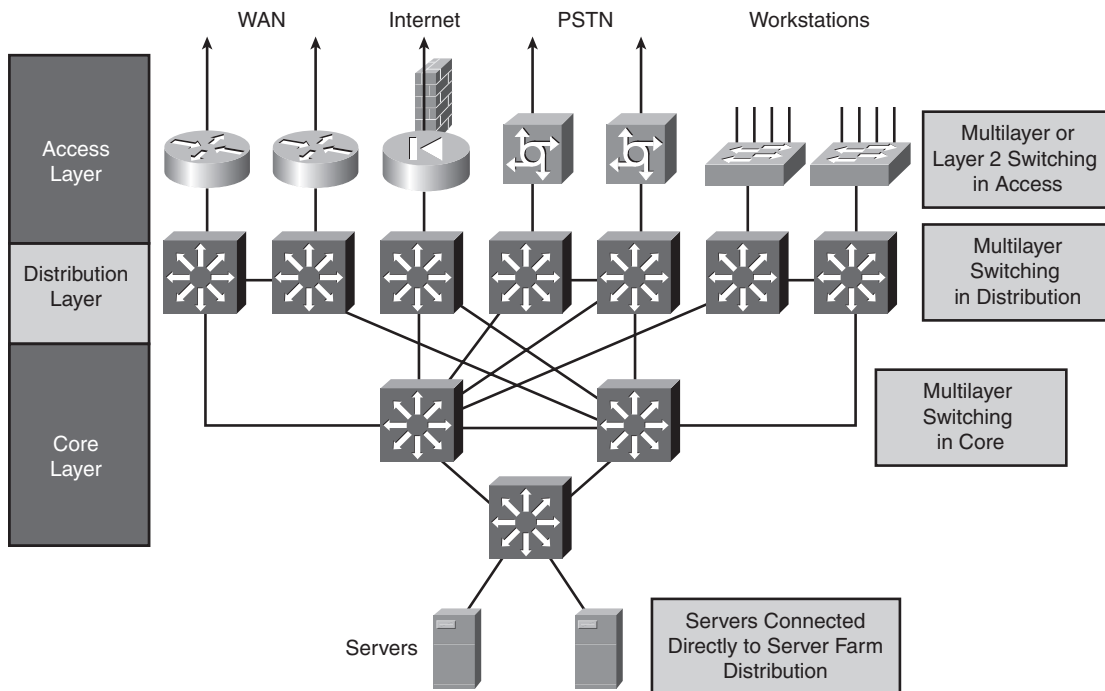 WAN
Internet
PSTN
Workstations
Access
Layer
Multilayer or
Layer 2 Switching
in Access
Distribution
Layer
Multilayer
Switching
in Distribution
Core
Layer
Multilayer
Switching
in Core
Servers
Servers Connected
Directly to Server Farm
Distribution